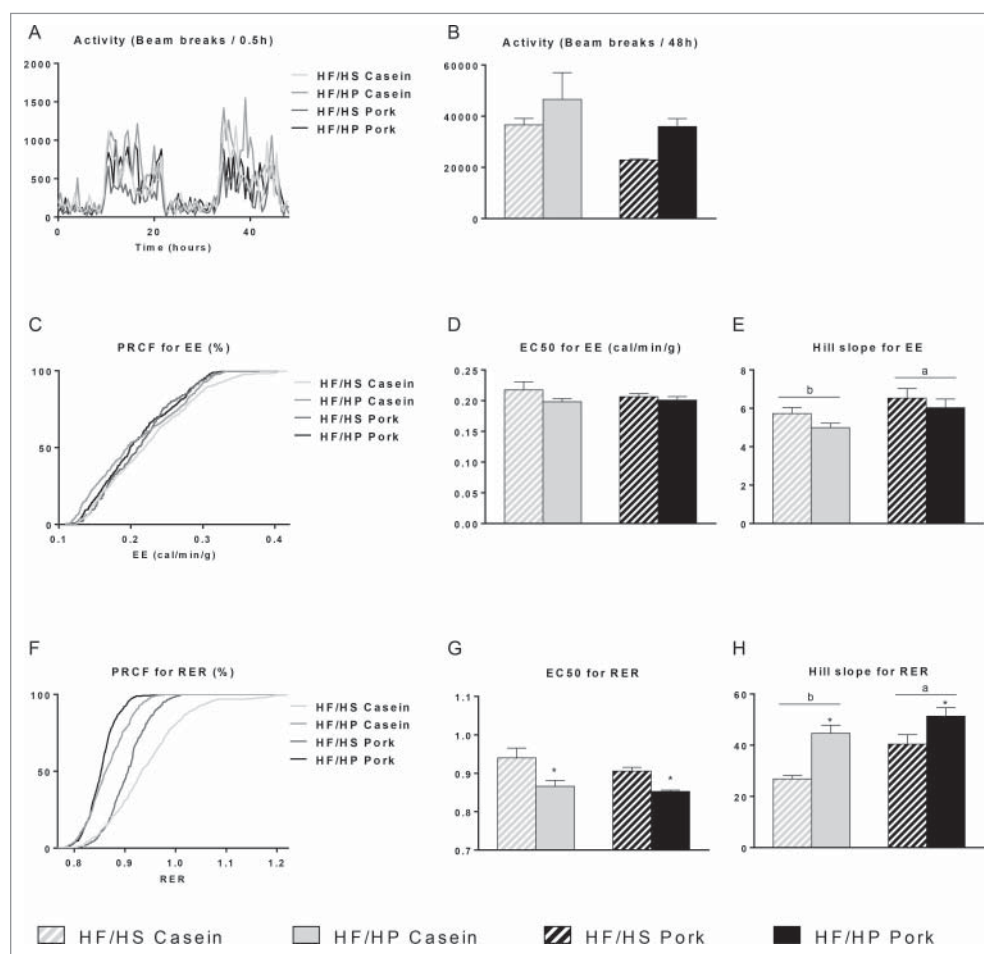 A
Activity (Beam breaks / 0.5h)
2000
1500
1000
500
0
0 20 40
Time (hours)
HF/HS Casein
HF/HP Casein
HF/HS Pork
HF/HP Pork
B
Activity (Beam breaks / 48h)
60000
40000
20000
0
C
PRCF for EE (%)
100
50
0
0.1 0.2 0.3 0.4
EE (cal/min/g)
HF/HS Casein
HF/HP Casein
HF/HS Pork
HF/HP Pork
D
EC50 for EE (cal/min/g)
0.25
0.20
0.15
0.10
0.05
0.00
E
Hill slope for EE
8
6
4
2
0
b
a
F
PRCF for RER (%)
100
50
0
0.8 0.9 1.0 1.1 1.2
RER
HF/HS Casein
HF/HP Casein
HF/HS Pork
HF/HP Pork
G
EC50 for RER
1.1
1.0
0.9
0.8
0.7
*
*
H
Hill slope for RER
60
40
20
0
b
a
*
*
HF/HS Casein HF/HP Casein HF/HS Pork HF/HP Pork